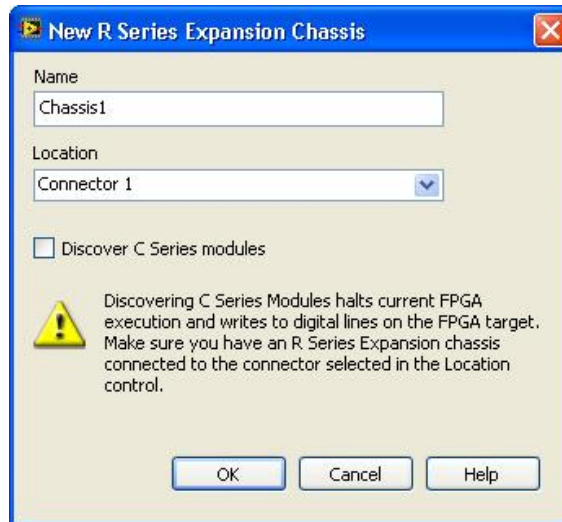 New R Series Expansion Chassis
Name
Chassis1
Location
Connector 1
Discover C Series modules
Discovering C Series Modules halts current FPGA
execution and writes to digital lines on the FPGA target.
Make sure you have an R Series Expansion chassis
connected to the connector selected in the Location
control.
OK
Cancel
Help